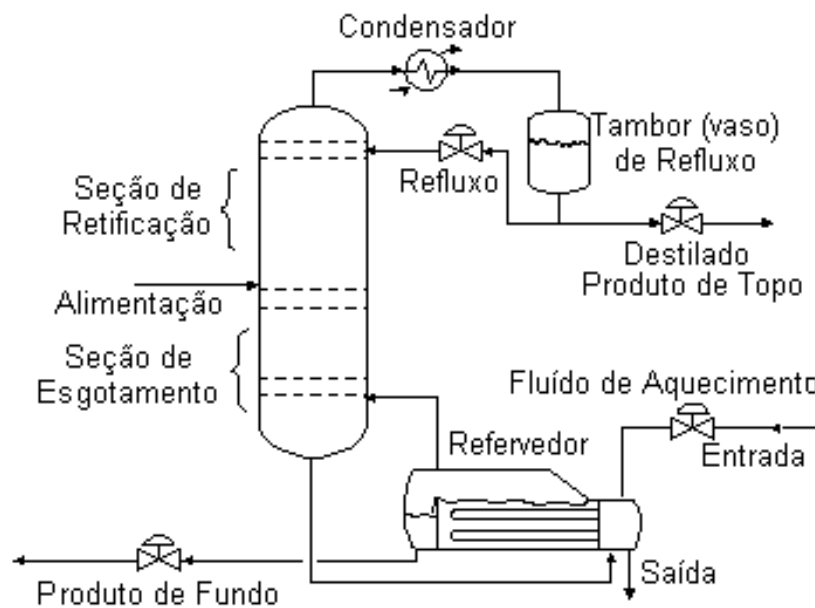 Condensador
Tambor (vaso)
de Refluxo
Refluxo
Seção de
Retificação
Destilado
Produto de Topo
Alimentação
Seção de
Esgotamento
Fluído de Aquecimento
Refervedor
Entrada
Saída
Produto de Fundo